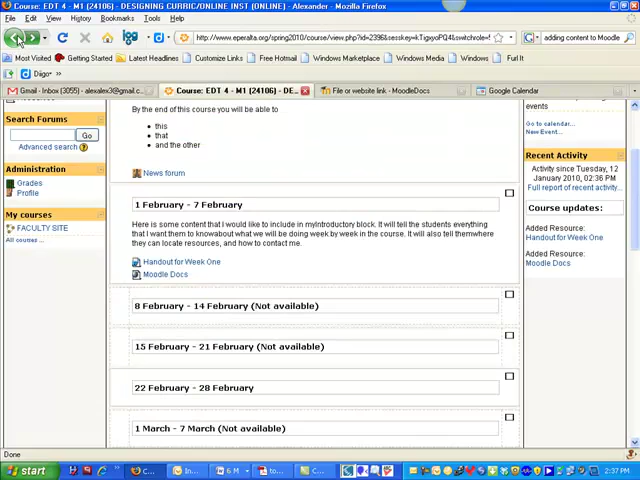 Course: EDT 4 - M1 (24106) - DESIGNING CURRIC/ONLINE INST (ONLINE) - Alexander - Mozilla Firefox
File Edit View History Bookmarks Tools Help
http://www.eperalta.org/spring2010/course/view.php?id=2396&sesskey=
adding content to Moodle
Most Visited Getting Started Latest Headlines Customize Links Free Hotmail Windows Marketplace Windows Media Windows Furl It
Diigo
Gmail - Inbox (3055) - alexalex3@gmail.c... Course: EDT 4 - M1 (24106) - DE... File or website link - MoodleDocs Google Calendar
Search Forums
Go
Advanced search
Administration
Grades
Profile
My courses
FACULTY SITE
All courses ...
By the end of this course you will be able to
this
that
and the other
News forum
1 February - 7 February
Here is some content that I would like to include in myIntroductory block. It will tell the students everything
that I want them to knowabout what we will be doing week by week in the course. It will also tell themwhere
they can locate resources, and how to contact me.
Handout for Week One
Moodle Docs
8 February - 14 February (Not available)
15 February - 21 February (Not available)
22 February - 28 February
1 March - 7 March (Not available)
events
Go to calendar...
New Event...
Recent Activity
Activity since Tuesday, 12
January 2010, 02:36 PM
Full report of recent activity...
Course updates:
Added Resource:
Handout for Week One
Added Resource:
Moodle Docs
Done
start
2:37 PM